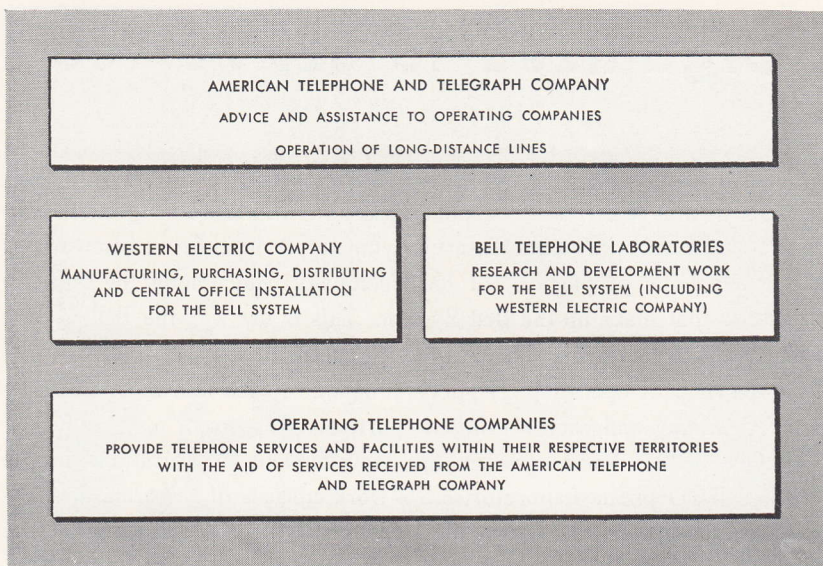 AMERICAN TELEPHONE AND TELEGRAPH COMPANY
ADVICE AND ASSISTANCE TO OPERATING COMPANIES
OPERATION OF LONG-DISTANCE LINES
WESTERN ELECTRIC COMPANY
MANUFACTURING, PURCHASING, DISTRIBUTING
AND CENTRAL OFFICE INSTALLATION
FOR THE BELL SYSTEM
BELL TELEPHONE LABORATORIES
RESEARCH AND DEVELOPMENT WORK
FOR THE BELL SYSTEM (INCLUDING
WESTERN ELECTRIC COMPANY)
OPERATING TELEPHONE COMPANIES
PROVIDE TELEPHONE SERVICES AND FACILITIES WITHIN THEIR RESPECTIVE TERRITORIES
WITH THE AID OF SERVICES RECEIVED FROM THE AMERICAN TELEPHONE
AND TELEGRAPH COMPANY